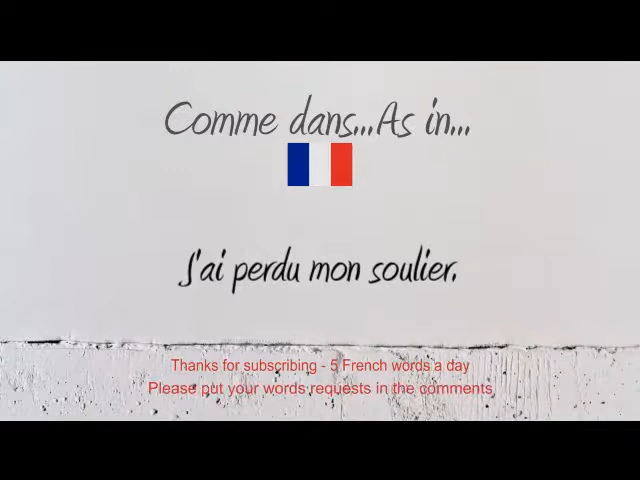 Comme dans...As in...
J'ai perdu mon soulier.
Thanks for subscribing - 5 French words a day
Please put your words requests in the comments